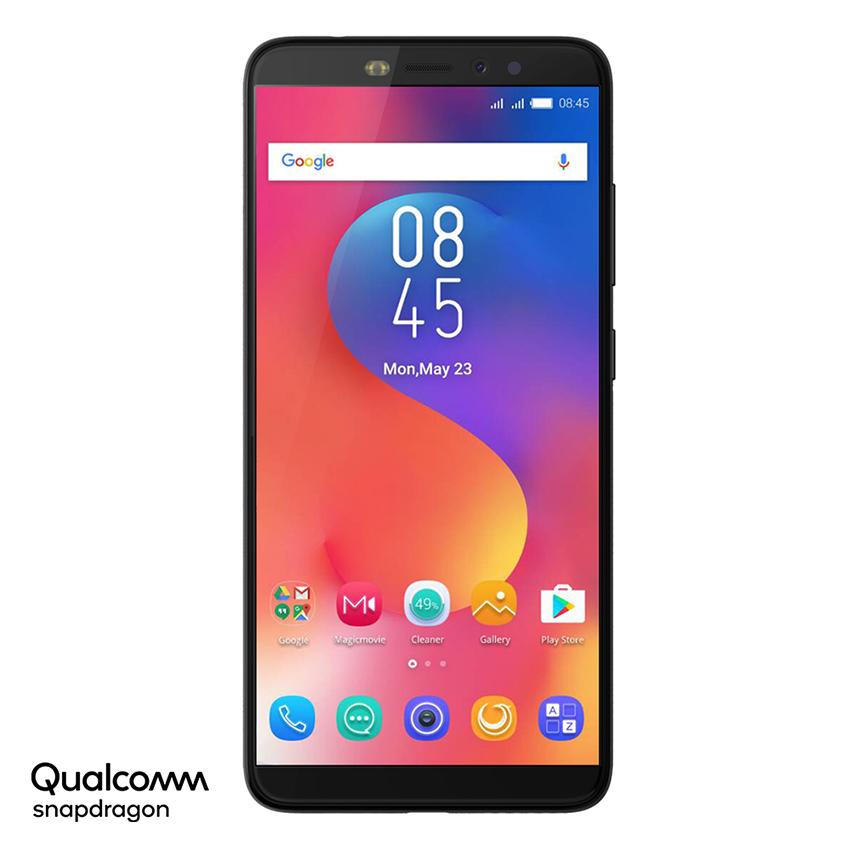 08:45
Google
08
45
Mon,May 23
49%
Google
Magicmovie
Cleaner
Gallery
Play Store
A
Z
Qualcomm
snapdragon